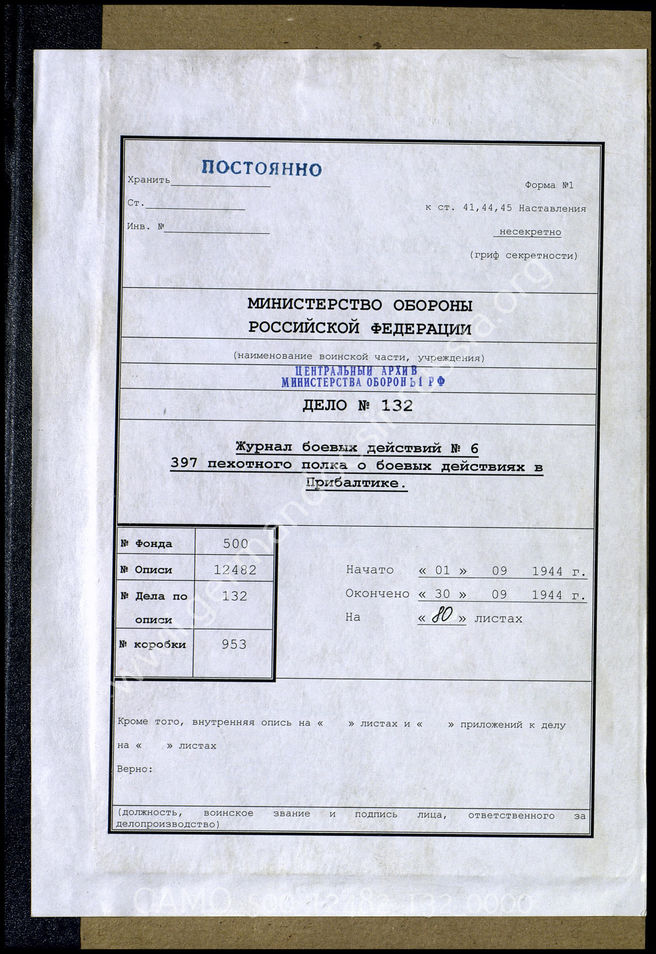 ПОСТОЯННО
Хранить
Форма №1
Ст.
к ст. 41,44,45 Наставления
Инв. №
несекретно
(гриф секретности)
МИНИСТЕРСТВО ОБОРОНЫ
РОССИЙСКОЙ ФЕДЕРАЦИИ
(наименование воинской части, учреждения)
ЦЕНТРАЛЬНЫЙ АРХИВ
МИНИСТЕРСТВА ОБОРОНЫ РФ
ДЕЛО № 132
Журнал боевых действий № 6
397 пехотного полка о боевых действиях в
Прибалтике.
№ Фонда 500
№ Описи 12482
№ Дела по описи 132
№ коробки 953
Начато « 01 » 09 1944 г.
Окончено « 30 » 09 1944 г.
На « 80 » листах
Кроме того, внутренняя опись на « » листах и « » приложений к делу
на « » листах
Верно:
(должность, воинское звание и подпись лица, ответственного за
делопроизводство)
ЦАМО 500 12482 132 0000